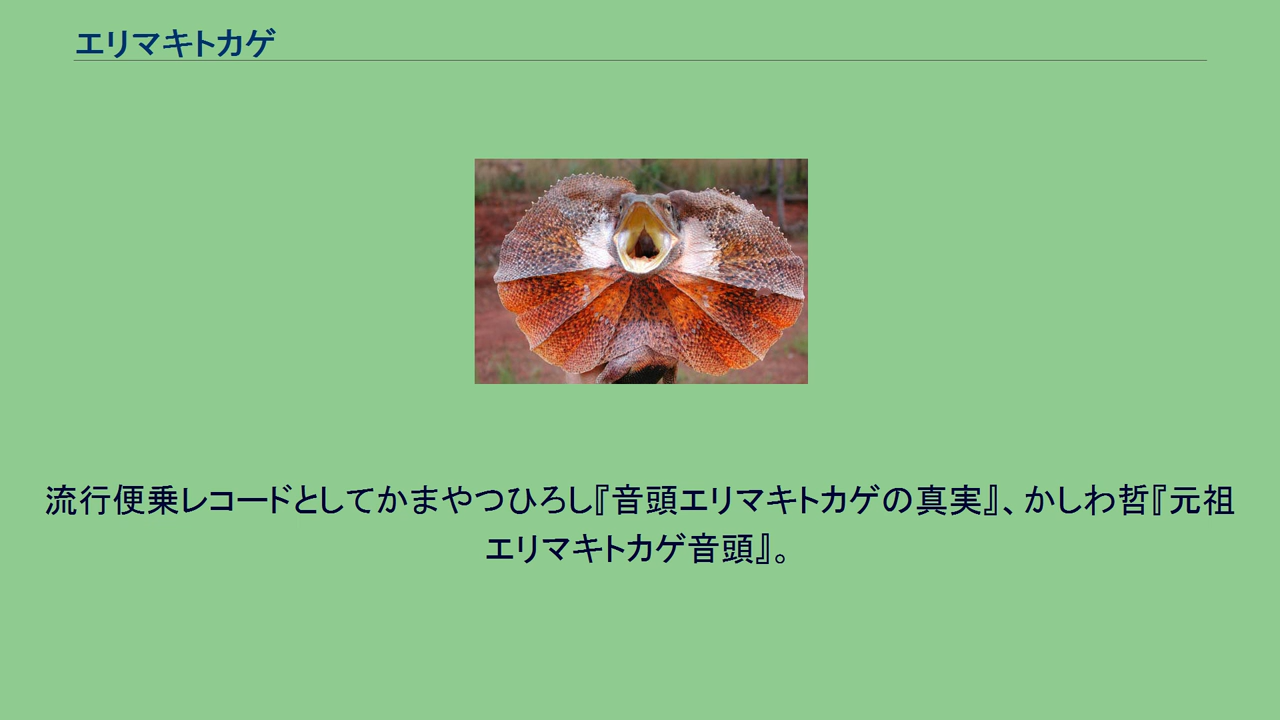 エリマキトカゲ
流行便乗レコードとしてかまやつひろし『音頭エリマキトカゲの真実』、かしわ哲『元祖
エリマキトカゲ音頭』。